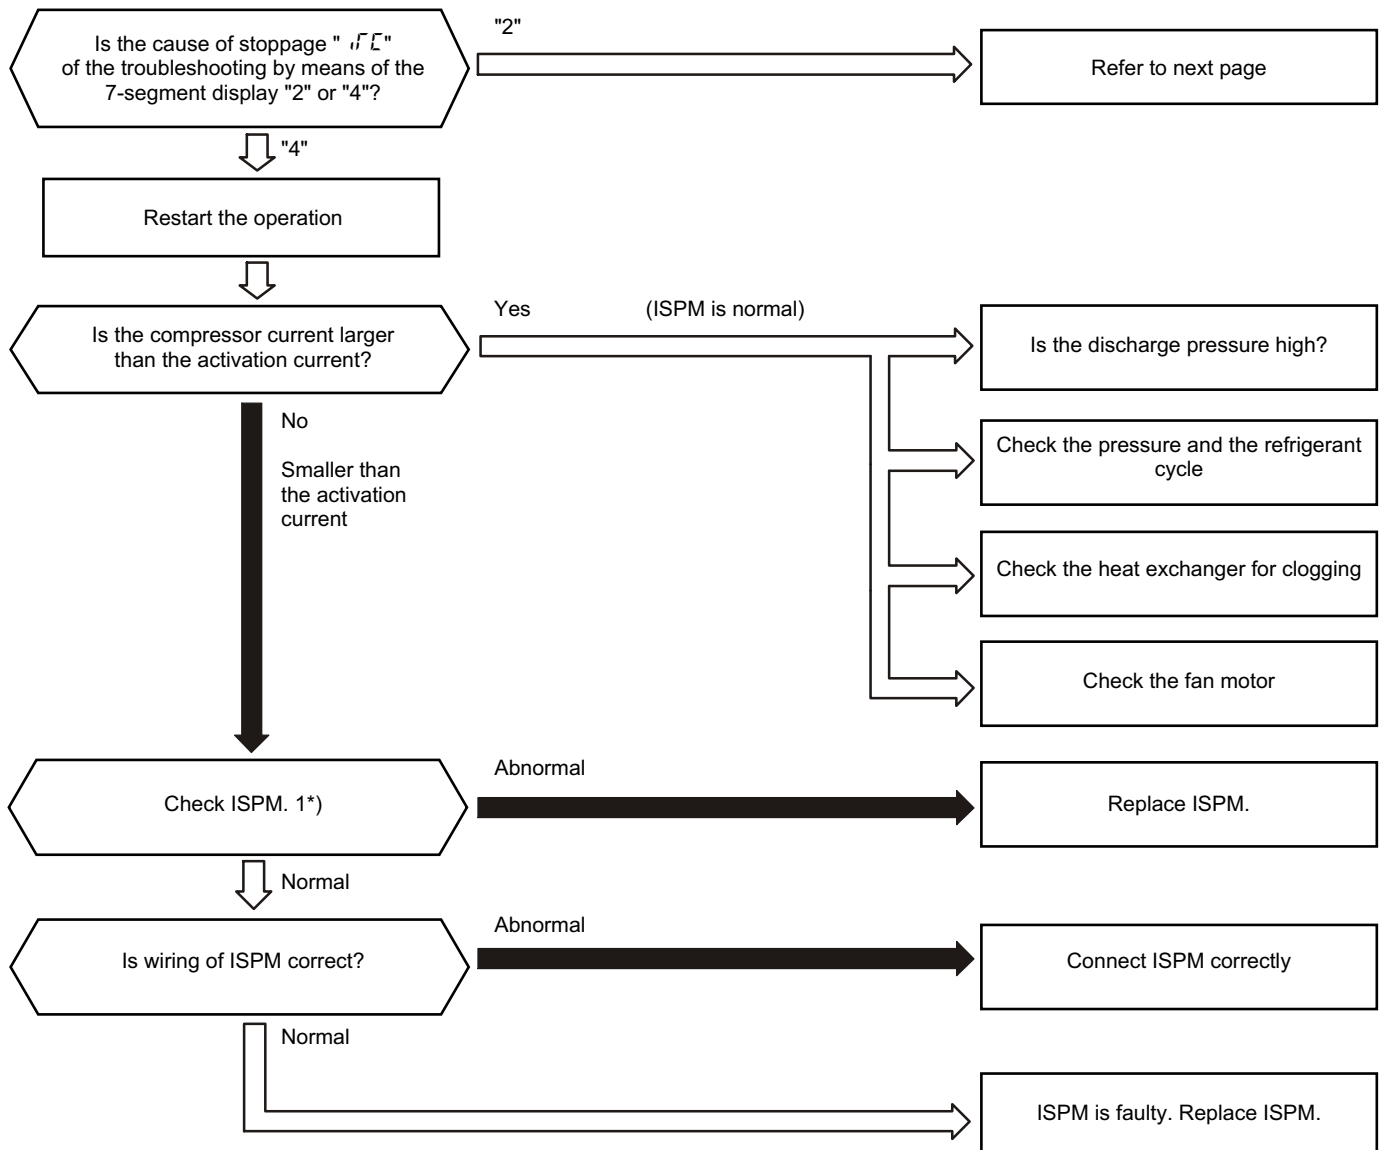 Is the cause of stoppage " iTC"
of the troubleshooting by means of the
7-segment display "2" or "4"?
"2"
Refer to next page
"4"
Restart the operation
Is the compressor current larger
than the activation current?
Yes (ISPM is normal)
Is the discharge pressure high?
No
Smaller than
the activation
current
Check the pressure and the refrigerant
cycle
Check the heat exchanger for clogging
Check the fan motor
Check ISPM. 1*)
Abnormal
Replace ISPM.
Normal
Is wiring of ISPM correct?
Abnormal
Connect ISPM correctly
Normal
ISPM is faulty. Replace ISPM.